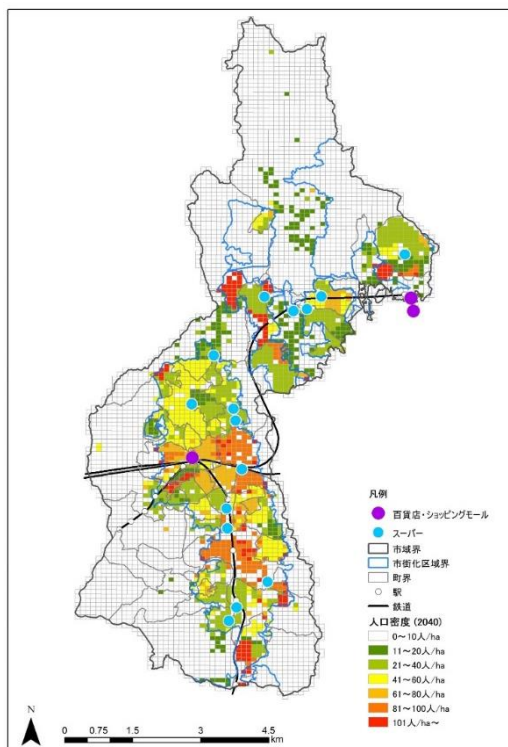 凡例
百貨店・ショッピングモール
スーパー
市域界
市街化区域界
町界
駅
鉄道
人口密度 (2040)
0～10人/ha
11～20人/ha
21～40人/ha
41～60人/ha
61～80人/ha
81～100人/ha
101人/ha～
N
0 0.75 1.5 3 4.5
km